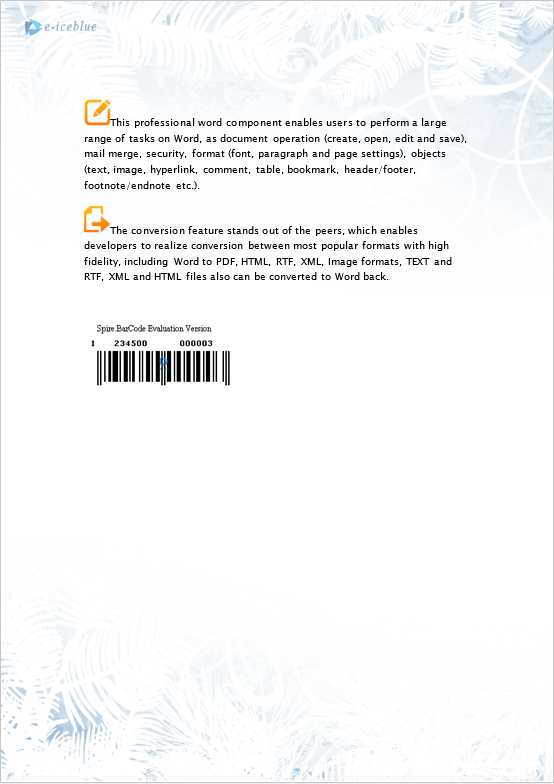 e-iceblue
This professional word component enables users to perform a large
range of tasks on Word, as document operation (create, open, edit and save),
mail merge, security, format (font, paragraph and page settings), objects
(text, image, hyperlink, comment, table, bookmark, header/footer,
footnote/endnote etc.).
The conversion feature stands out of the peers, which enables
developers to realize conversion between most popular formats with high
fidelity, including Word to PDF, HTML, RTF, XML, Image formats, TEXT and
RTF, XML and HTML files also can be converted to Word back.
Spire.BarCode Evaluation Version
1 234500 000003